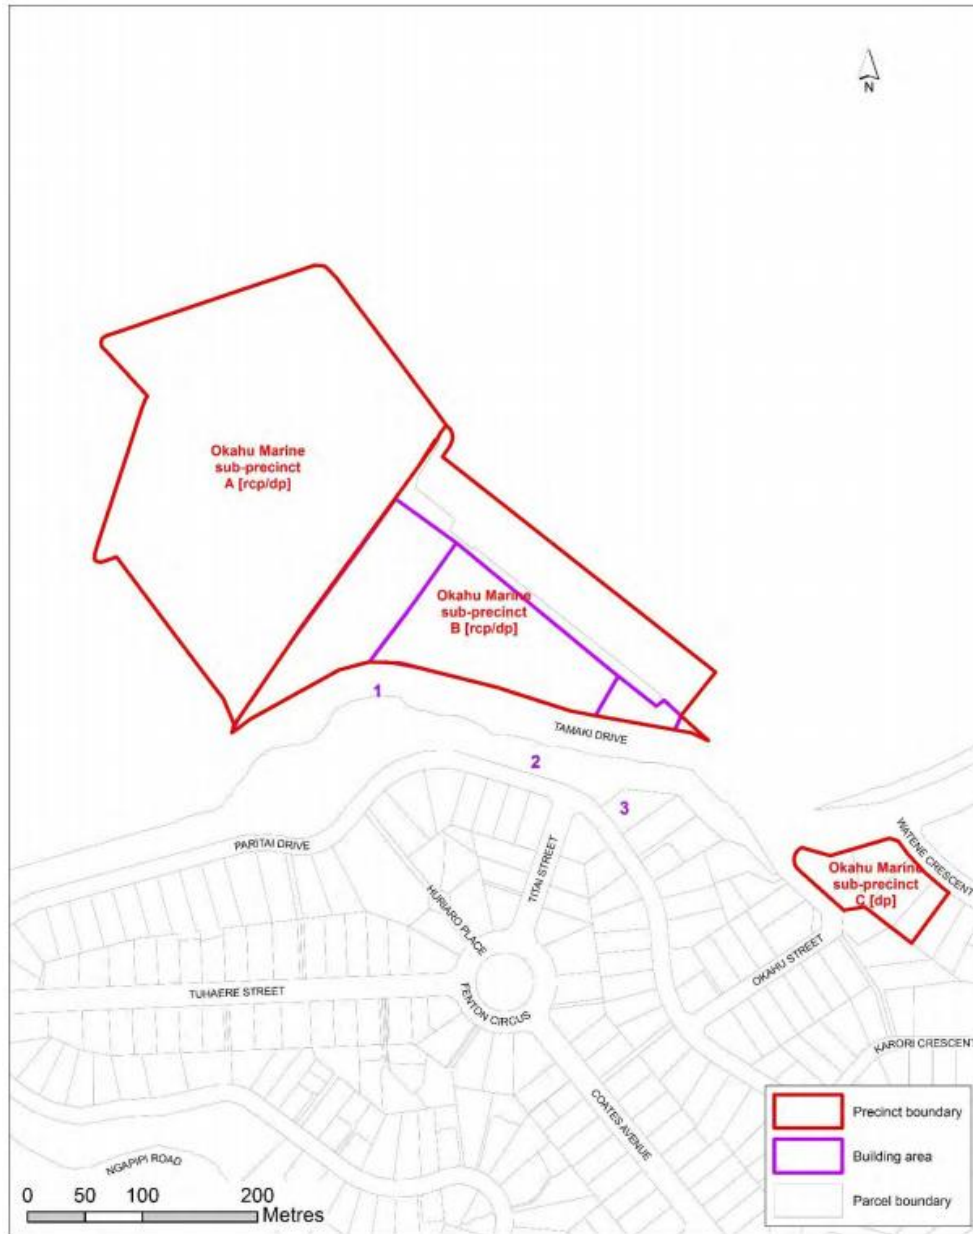 N
Okahu Marine
sub-precinct
A [rcp/dp]
Okahu Marine
sub-precinct
B [rcp/dp]
1
TAMAKI DRIVE
2
3
WATENE CRESCENT
PARITAI DRIVE
Okahu Marine
sub-precinct
C [dp]
TITAI STREET
HURIARO PLACE
OKAHU STREET
TUHAERE STREET
FENTON CIRCUS
KARORI CRESCENT
COATES AVENUE
NGAPIPI ROAD
Precinct boundary
Building area
Parcel boundary
0 50 100 200
Metres